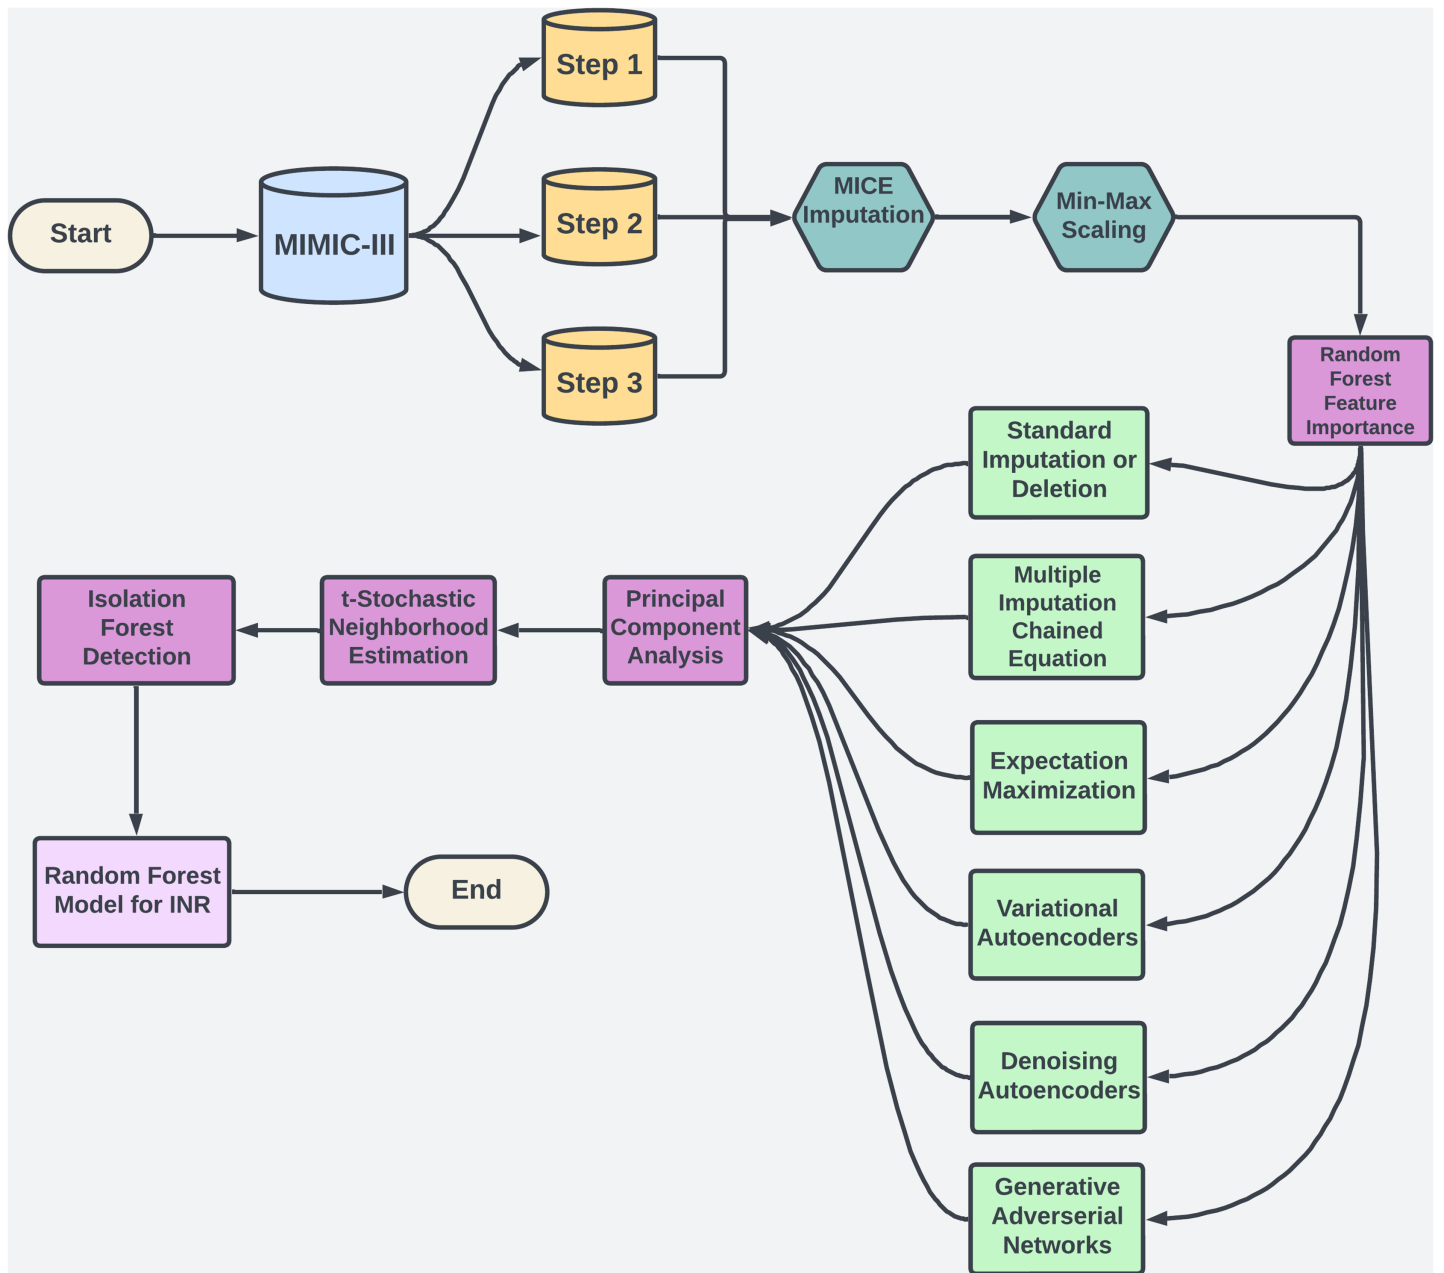 Start
MIMIC-III
Step 1
Step 2
Step 3
MICE
Imputation
Min-Max
Scaling
Random
Forest
Feature
Importance
Standard
Imputation or
Deletion
Multiple
Imputation
Chained
Equation
Expectation
Maximization
Variational
Autoencoders
Denoising
Autoencoders
Generative
Adverserial
Networks
Principal
Component
Analysis
t-Stochastic
Neighborhood
Estimation
Isolation
Forest
Detection
Random Forest
Model for INR
End